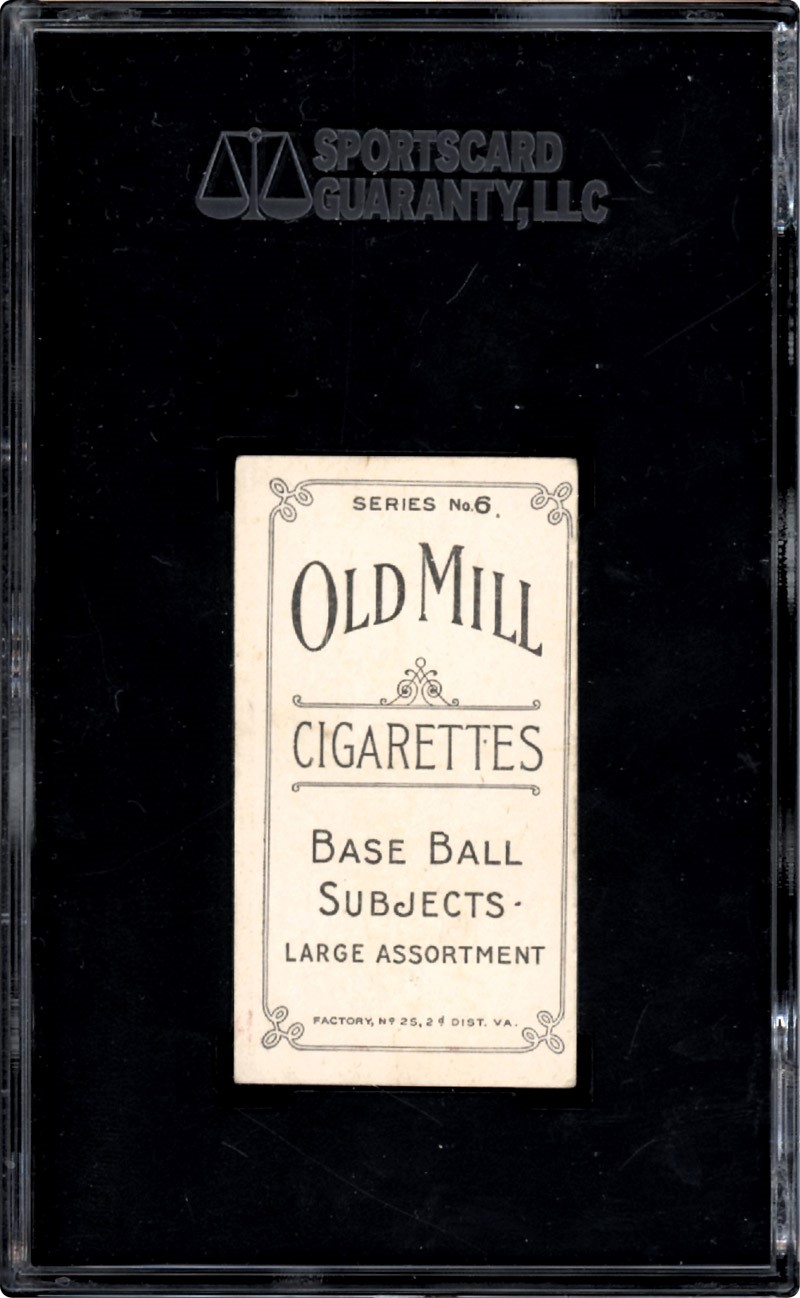 SPORTSCARD
GUARANTY, LLC
SERIES No. 6.
OLD MILL
CIGARETTES
BASE BALL
SUBJECTS -
LARGE ASSORTMENT
FACTORY, Nº 25, 2d DIST. VA.